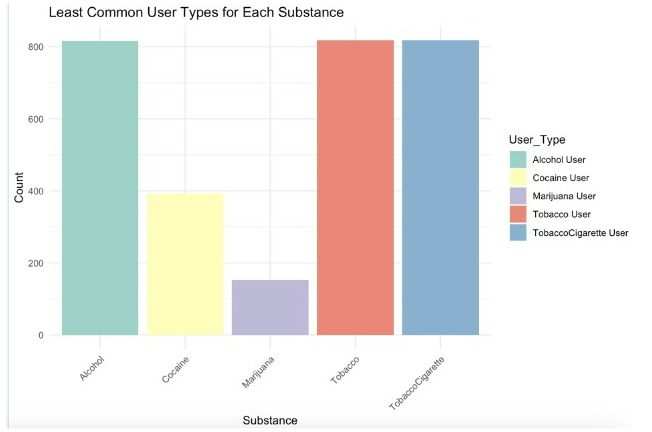 Least Common User Types for Each Substance
Count
800
600
400
200
0
Alcohol
Cocaine
Marijuana
Tobacco
TobaccoCigarette
Substance
User_Type
Alcohol User
Cocaine User
Marijuana User
Tobacco User
TobaccoCigarette User